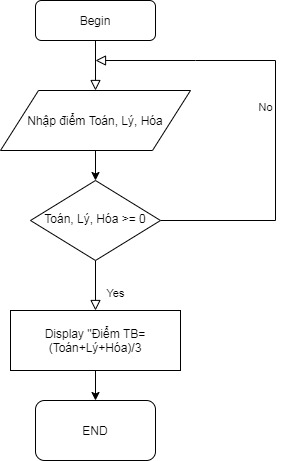 Begin
No
Nhập điểm Toán, Lý, Hóa
Toán, Lý, Hóa >= 0
Yes
Display "Điểm TB=
(Toán+Lý+Hóa)/3
END